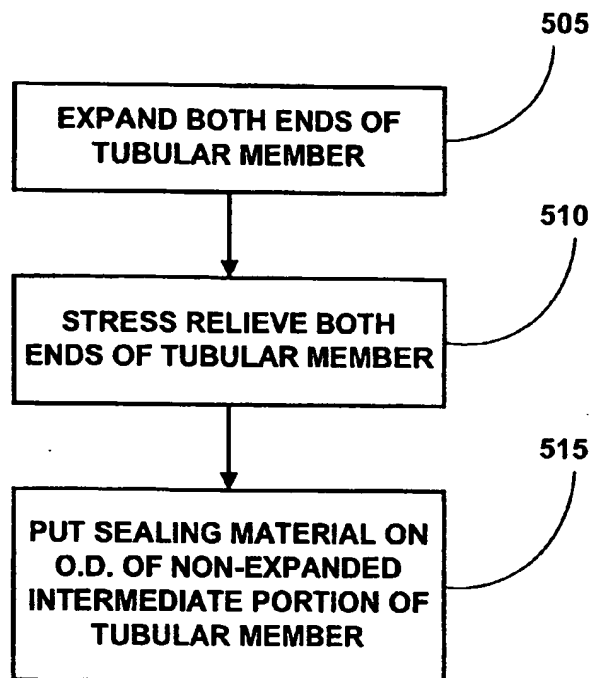 505
EXPAND BOTH ENDS OF
TUBULAR MEMBER
510
STRESS RELIEVE BOTH
ENDS OF TUBULAR MEMBER
515
PUT SEALING MATERIAL ON
O.D. OF NON-EXPANDED
INTERMEDIATE PORTION OF
TUBULAR MEMBER